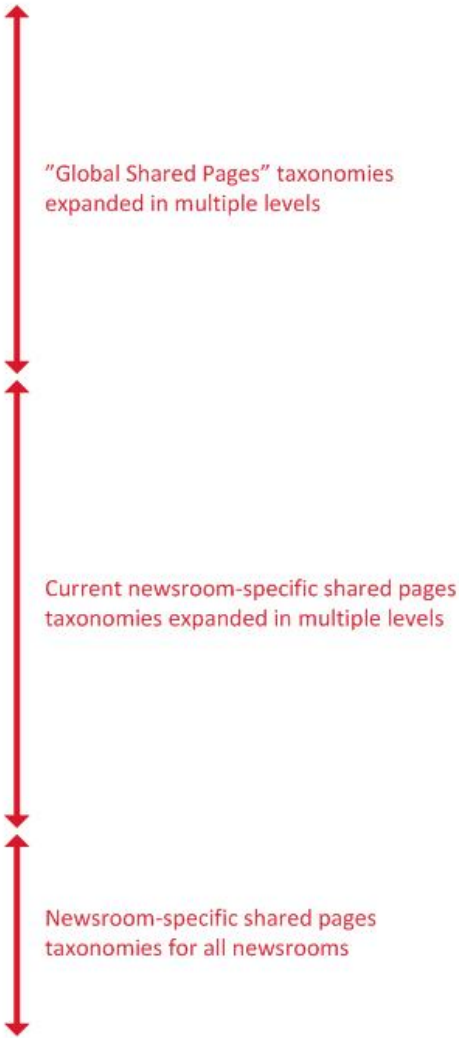 ”Global Shared Pages” taxonomies
expanded in multiple levels
Current newsroom-specific shared pages
taxonomies expanded in multiple levels
Newsroom-specific shared pages
taxonomies for all newsrooms